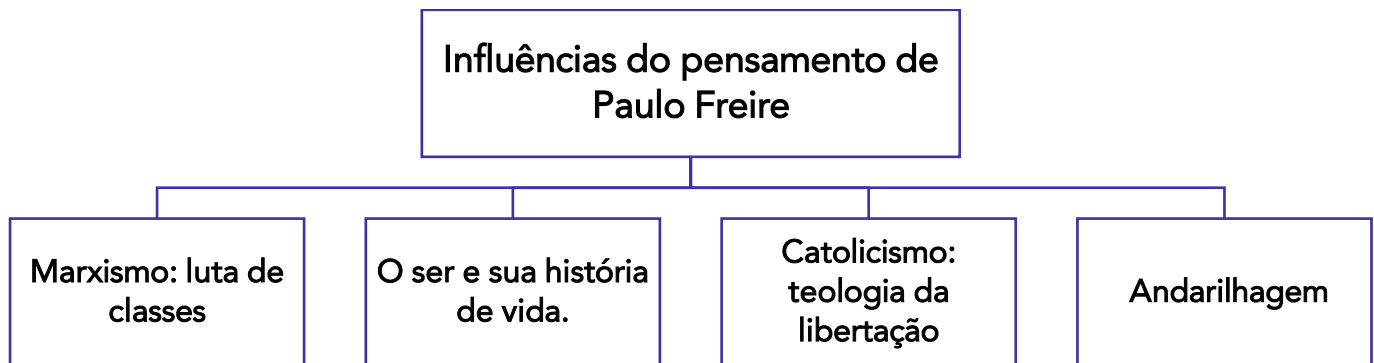 Influências do pensamento de
Paulo Freire
Marxismo: luta de
classes
O ser e sua história
de vida.
Catolicismo:
teologia da
libertação
Andarilhagem